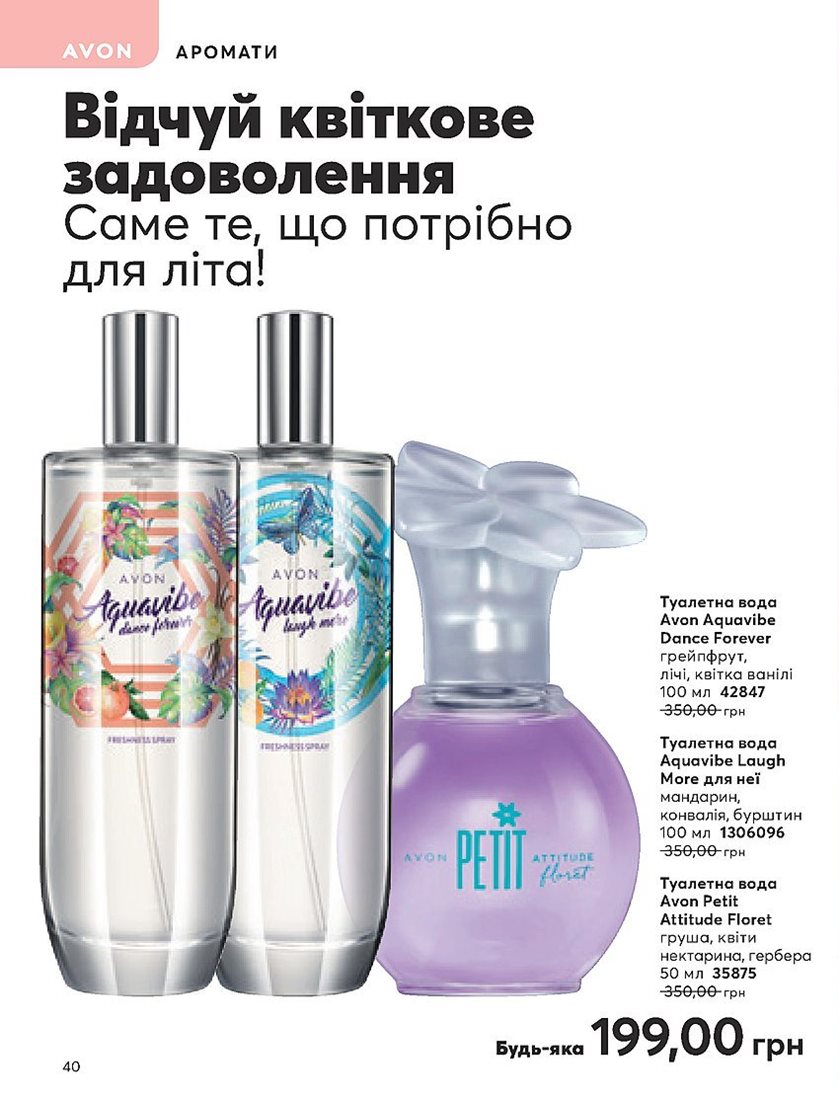 AVON АРОМАТИ
Відчуй квіткове
задоволення
Саме те, що потрібно
для літа!
AVON
Aquavibe
dance forever
FRESHNESS SPRAY
AVON
Aquavibe
laugh more
FRESHNESS SPRAY
AVON PETIT ATTITUDE
floret
Туалетна вода
Avon Aquavibe
Dance Forever
грейпфрут,
лічі, квітка ванілі
100 мл 42847
350,00 грн
Туалетна вода
Aquavibe Laugh
More для неї
мандарин,
конвалія, бурштин
100 мл 1306096
350,00 грн
Туалетна вода
Avon Petit
Attitude Floret
груша, квіти
нектарина, гербера
50 мл 35875
350,00 грн
Будь-яка 199,00 грн
40